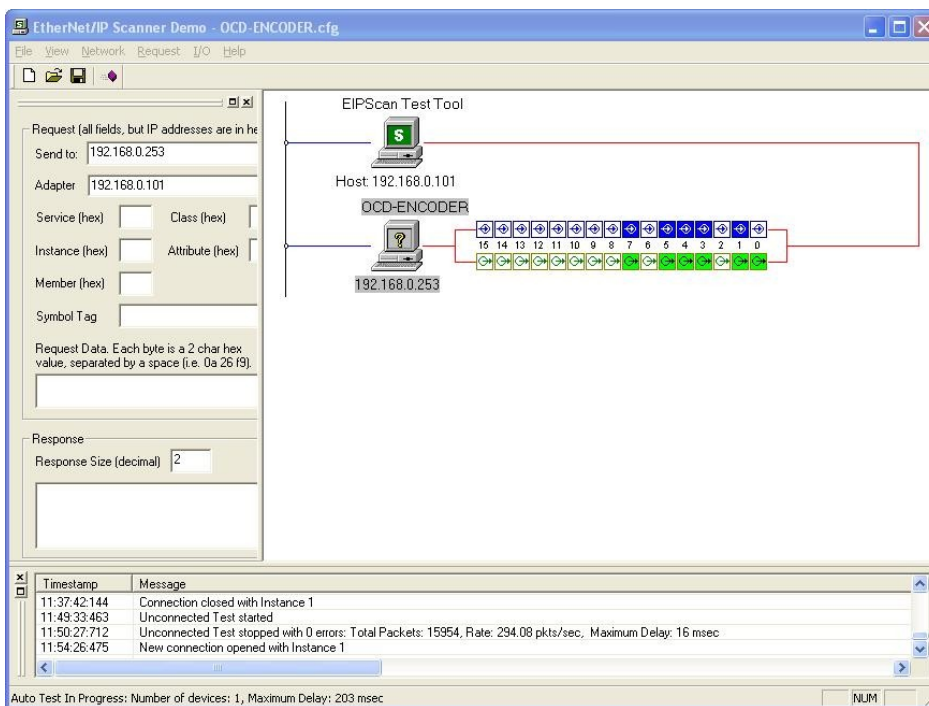 EtherNet/IP Scanner Demo - OCD-ENCODER.cfg
File View Network Request I/O Help
Request (all fields, but IP addresses are in he
Send to: 192.168.0.253
Adapter 192.168.0.101
Service (hex) Class (hex)
Instance (hex) Attribute (hex)
Member (hex)
Symbol Tag
Request Data. Each byte is a 2 char hex
value, separated by a space (i.e. 0a 26 f9).
Response
Response Size (decimal) 2
EIPScan Test Tool
S
Host: 192.168.0.101
OCD-ENCODER
?
15 14 13 12 11 10 9 8 7 6 5 4 3 2 1 0
192.168.0.253
Timestamp Message
11:37:42:144 Connection closed with Instance 1
11:49:33:463 Unconnected Test started
11:50:27:712 Unconnected Test stopped with 0 errors: Total Packets: 15954, Rate: 294.08 pkts/sec, Maximum Delay: 16 msec
11:54:26:475 New connection opened with Instance 1
Auto Test In Progress: Number of devices: 1, Maximum Delay: 203 msec
NUM